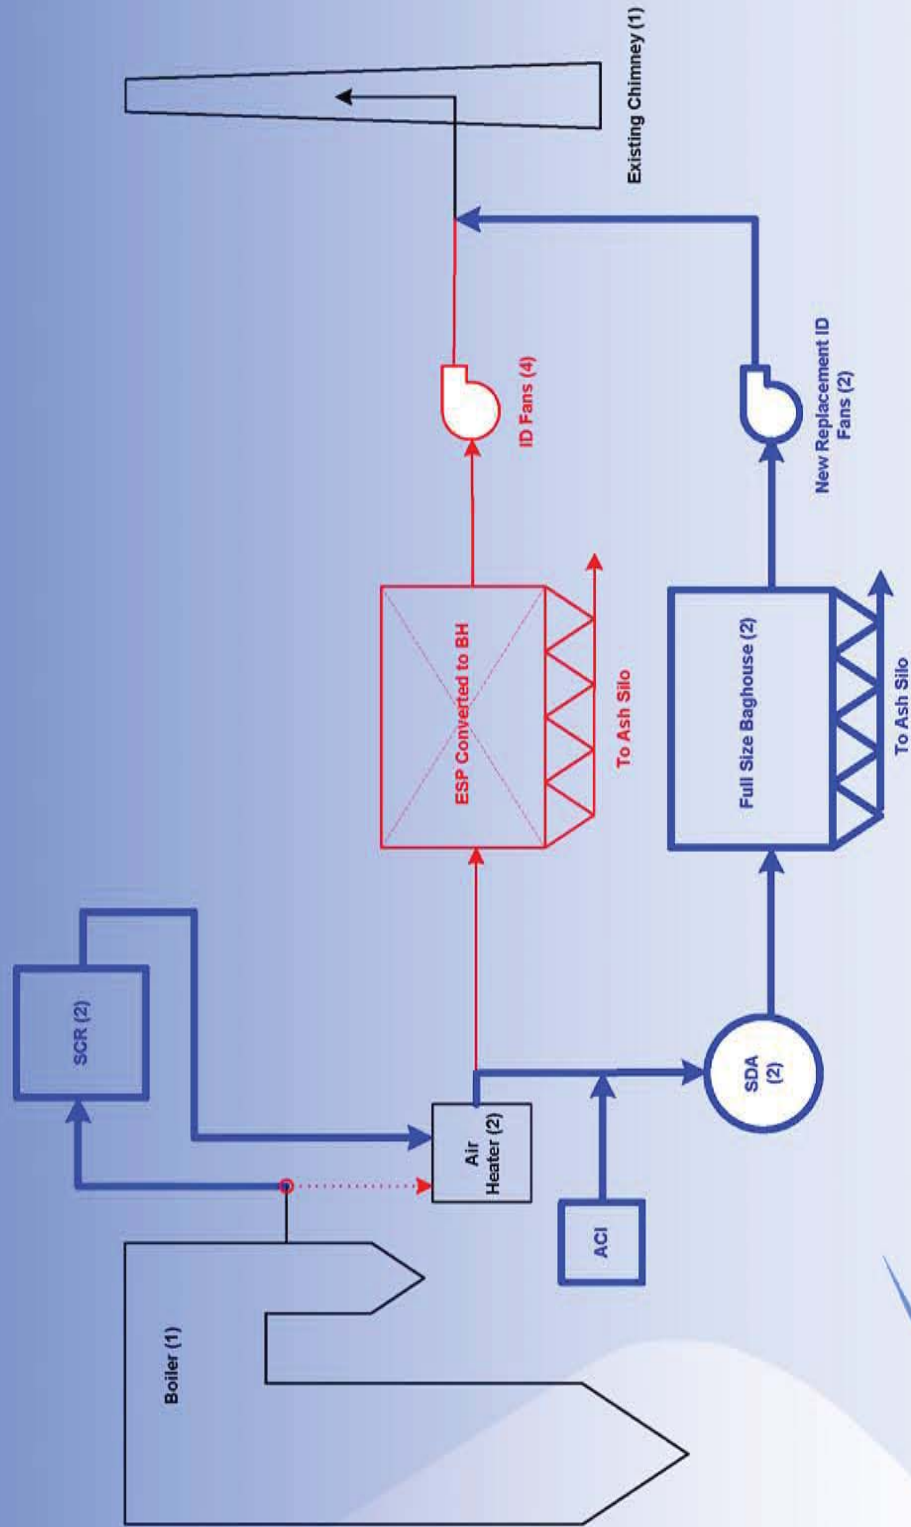 Boiler (1)
SCR (2)
Air
Heater (2)
ACI
SDA
(2)
ESP Converted to BH
To Ash Silo
Full Size Baghouse (2)
To Ash Silo
ID Fans (4)
New Replacement ID
Fans (2)
Existing Chimney (1)